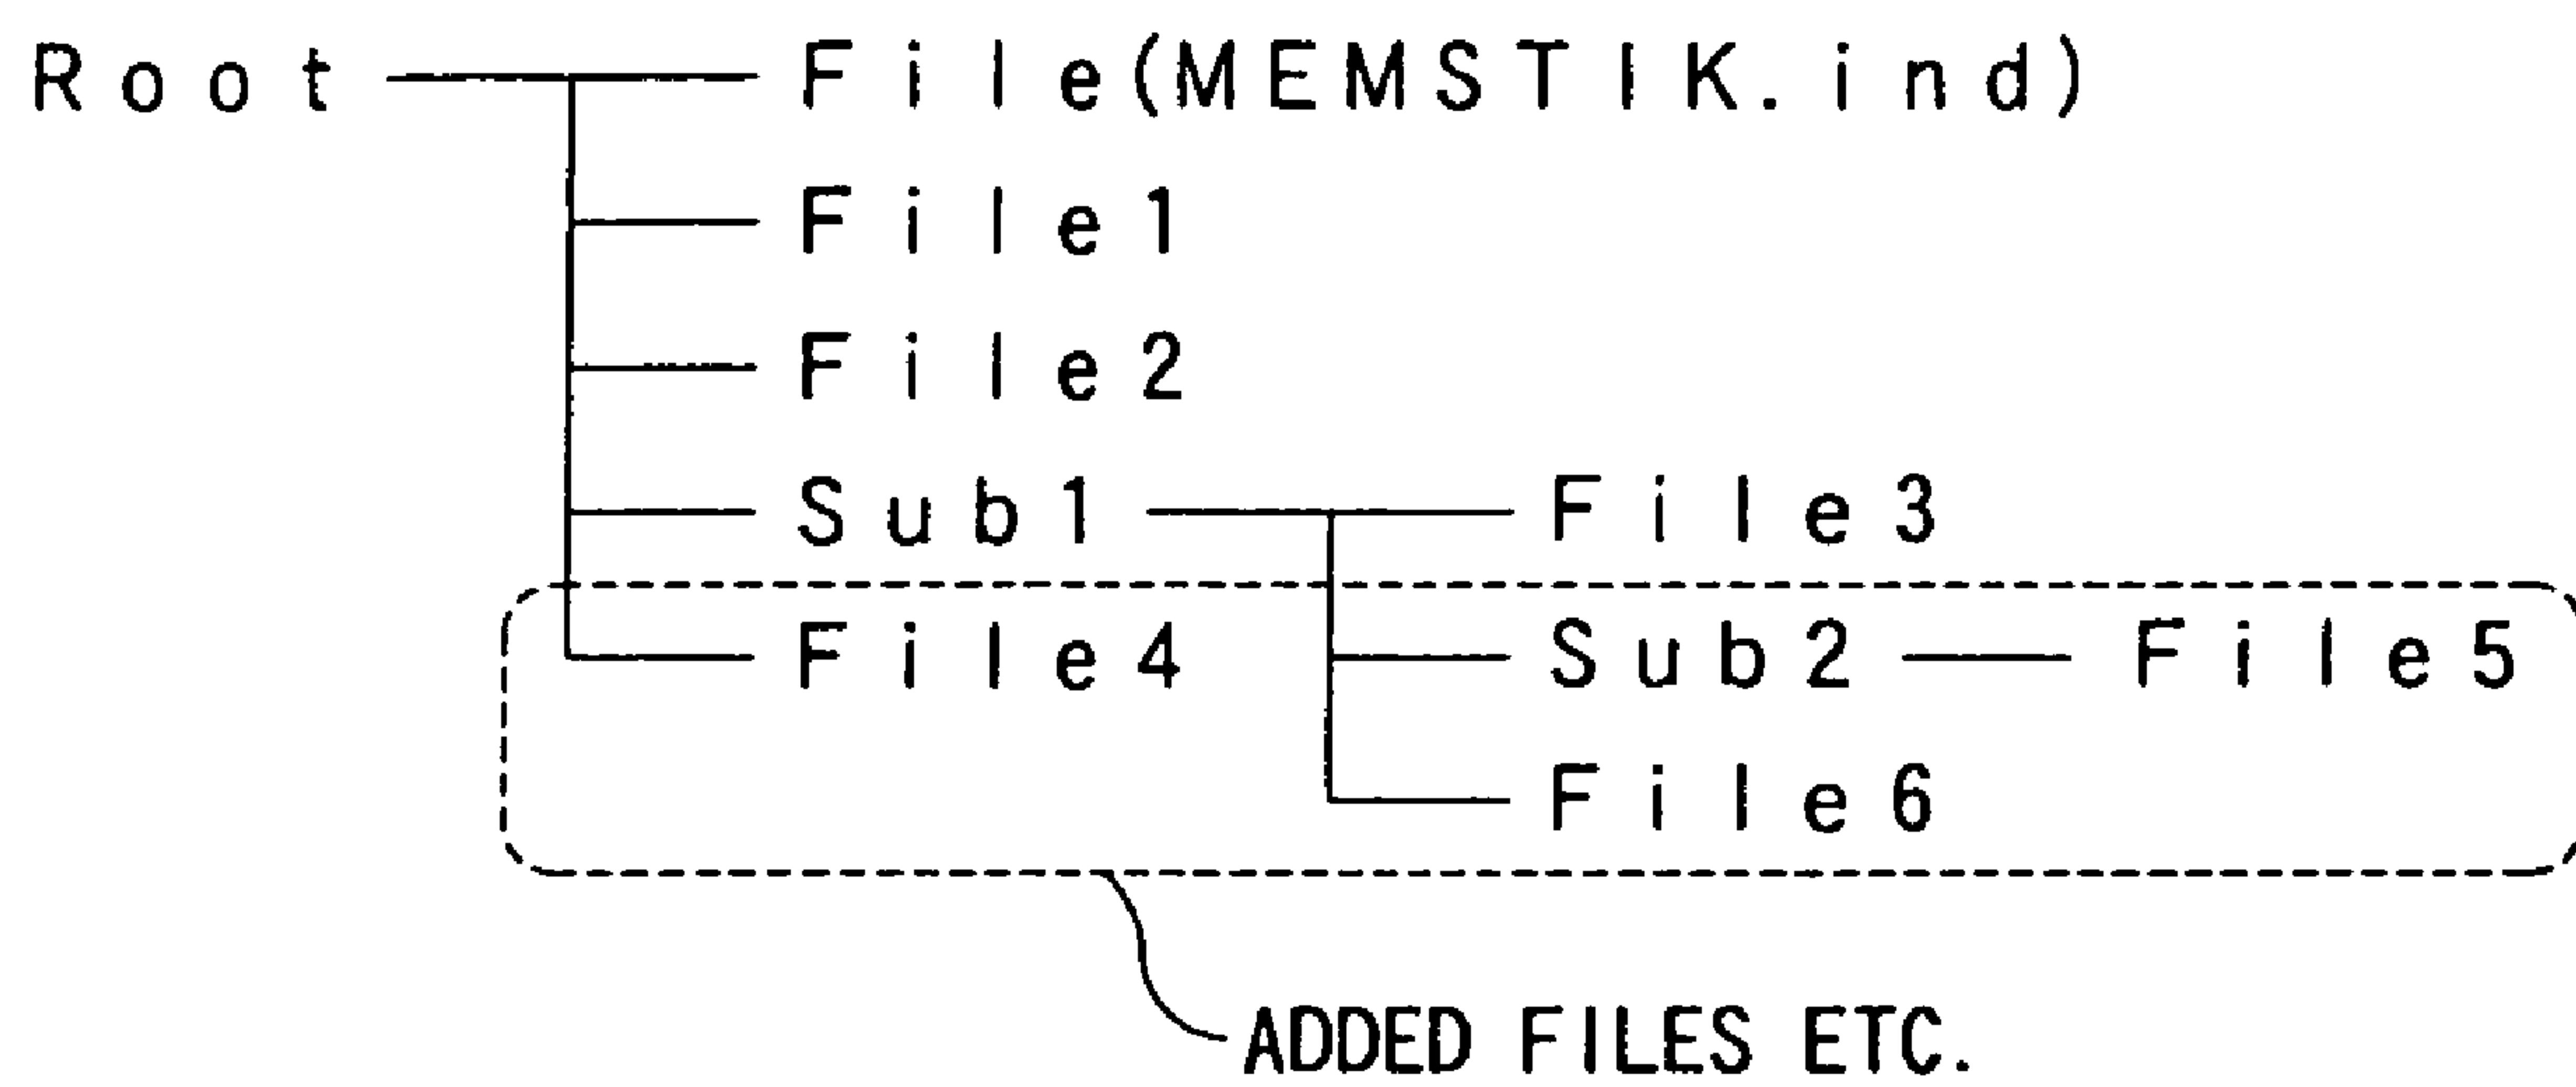 Root File(MEMSTIK.ind)
File1
File2
Sub1 File3
File4 Sub2 File5
File6
ADDED FILES ETC.